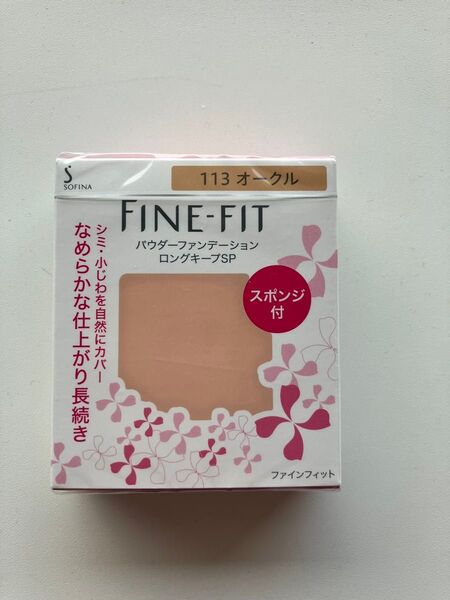 S
SOFINA
113 オークル
FINE-FIT
パウダーファンデーション
ロングキープSP
スポンジ
付
シミ・小じわを自然にカバー
なめらかな仕上がり長続き
ファインフィット